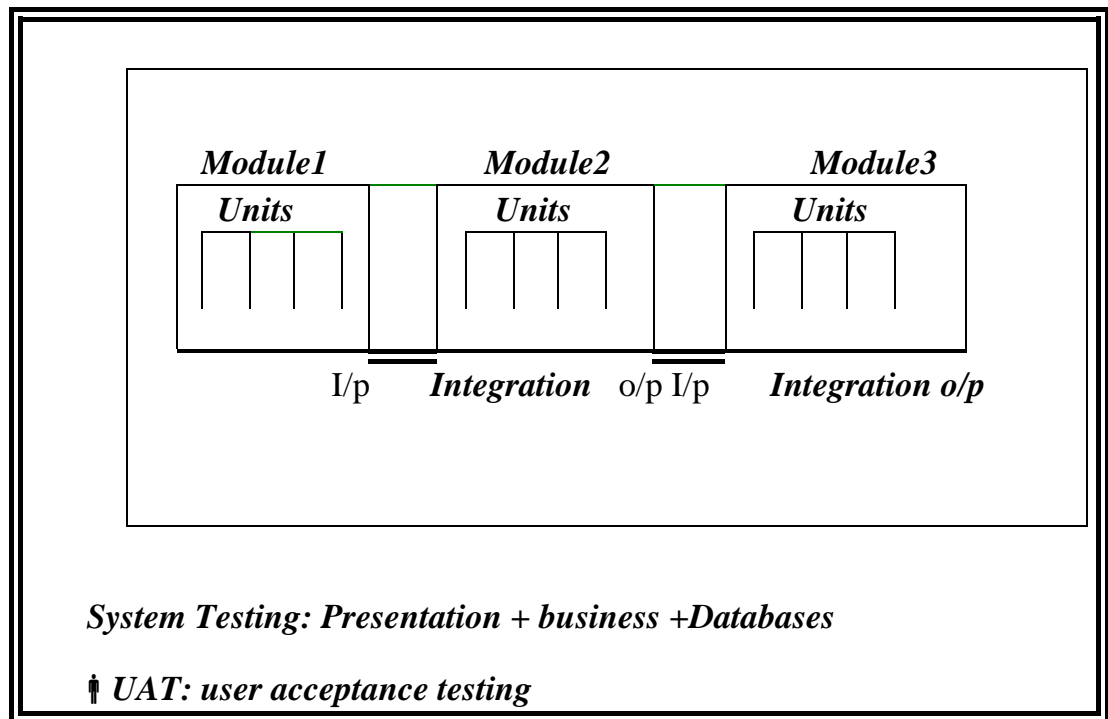 Module1 Module2 Module3
Units Units Units
I/p Integration o/p I/p Integration o/p
System Testing: Presentation + business +Databases
UAT: user acceptance testing